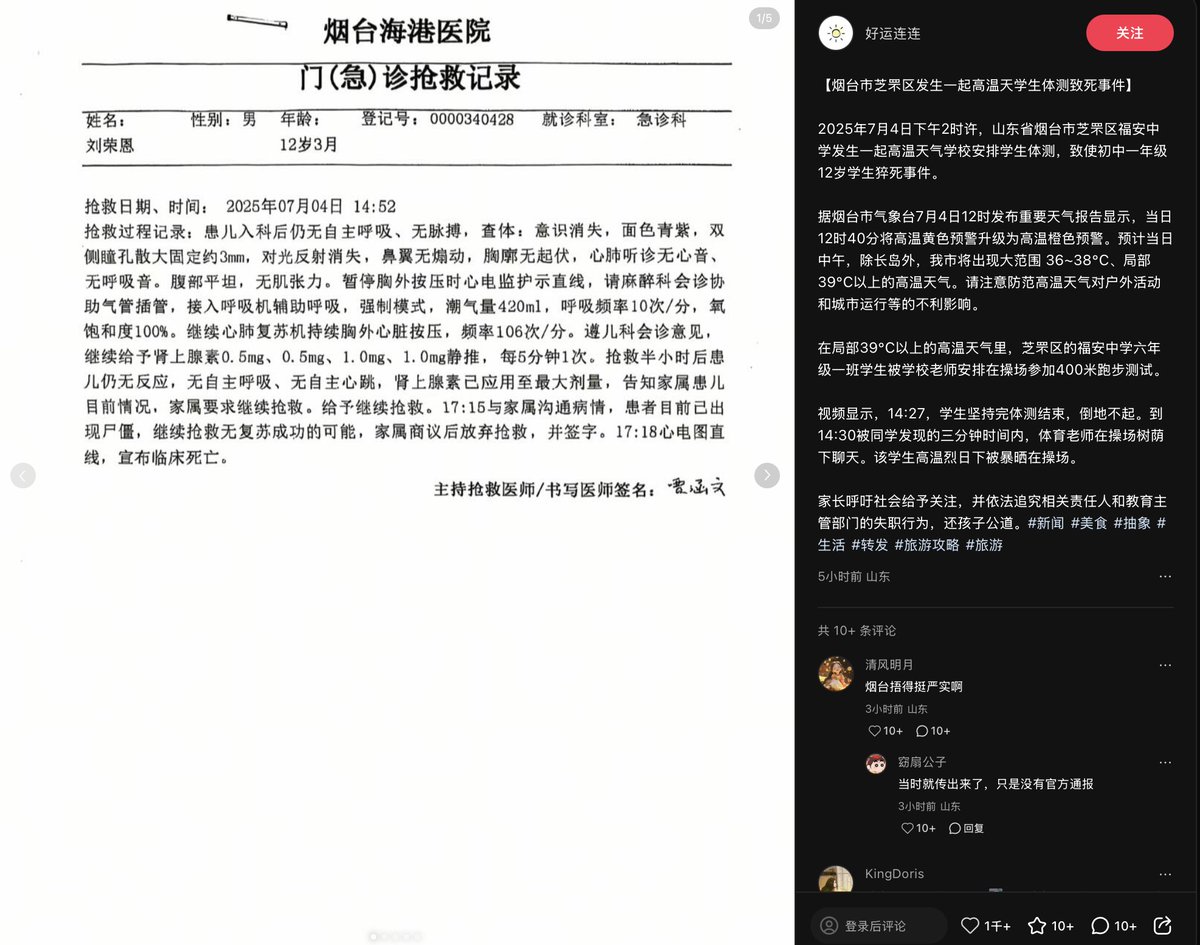 烟台海港医院
门(急)诊抢救记录
姓名： 性别：男 年龄： 登记号：0000340428 就诊科室： 急诊科
刘荣恩 12岁3月
抢救日期、时间： 2025年07月04日 14:52
抢救过程记录：患儿入科后仍无自主呼吸、无脉搏，查体：意识消失，面色青紫，双
侧瞳孔散大固定约3mm，对光反射消失，鼻翼无煽动，胸廓无起伏，心肺听诊无心音、
无呼吸音。腹部平坦，无肌张力。暂停胸外按压时心电监护示直线，请麻醉科会诊协
助气管插管，接入呼吸机辅助呼吸，强制模式，潮气量420ml，呼吸频率10次/分，氧
饱和度100%。继续心肺复苏机持续胸外心脏按压，频率106次/分。遵儿科会诊意见，
继续给予肾上腺素0.5mg、0.5mg、1.0mg、1.0mg静推，每5分钟1次。抢救半小时后患
儿仍无反应，无自主呼吸、无自主心跳，肾上腺素已应用至最大剂量，告知家属患儿
目前情况，家属要求继续抢救。给予继续抢救。17:15与家属沟通病情，患者目前已出
现尸僵，继续抢救无复苏成功的可能，家属商议后放弃抢救，并签字。17:18心电图直
线，宣布临床死亡。
主持抢救医师/书写医师签名：
1/5
好运连连
关注
【烟台市芝罘区发生一起高温天学生体测致死事件】
2025年7月4日下午2时许，山东省烟台市芝罘区福安中
学发生一起高温天气学校安排学生体测，致使初中一年级
12岁学生猝死事件。
据烟台市气象台7月4日12时发布重要天气报告显示，当日
12时40分将高温黄色预警升级为高温橙色预警。预计当日
中午，除长岛外，我市将出现大范围 36~38°C、局部
39°C以上的高温天气。请注意防范高温天气对户外活动
和城市运行等的不利影响。
在局部39°C以上的高温天气里，芝罘区的福安中学六年
级一班学生被学校老师安排在操场参加400米跑步测试。
视频显示，14:27，学生坚持完体测结束，倒地不起。到
14:30被同学发现的三分钟时间内，体育老师在操场树荫
下聊天。该学生高温烈日下被暴晒在操场。
家长呼吁社会给予关注，并依法追究相关责任人和教育主
管部门的失职行为，还孩子公道。#新闻 #美食 #抽象 #
生活 #转发 #旅游攻略 #旅游
5小时前 山东
共 10+ 条评论
清风明月
烟台捂得挺严实啊
3小时前 山东
10+ 10+
窈扇公子
当时就传出来了，只是没有官方通报
3小时前 山东
10+ 回复
KingDoris
登录后评论 1千+ 10+ 10+